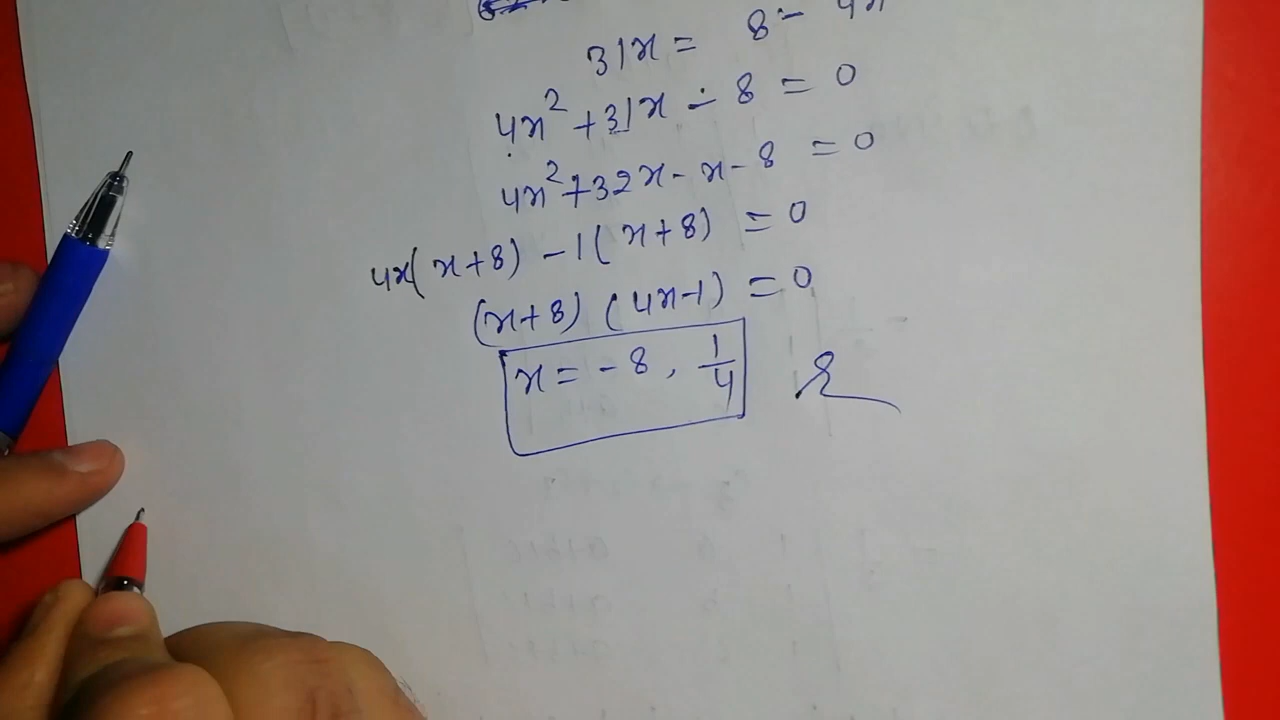 31x = 8 - 4x
4x² + 31x - 8 = 0
4x² + 32x - x - 8 = 0
4x(x+8) - 1(x+8) = 0
(x+8) (4x-1) = 0
x = -8, 1/4